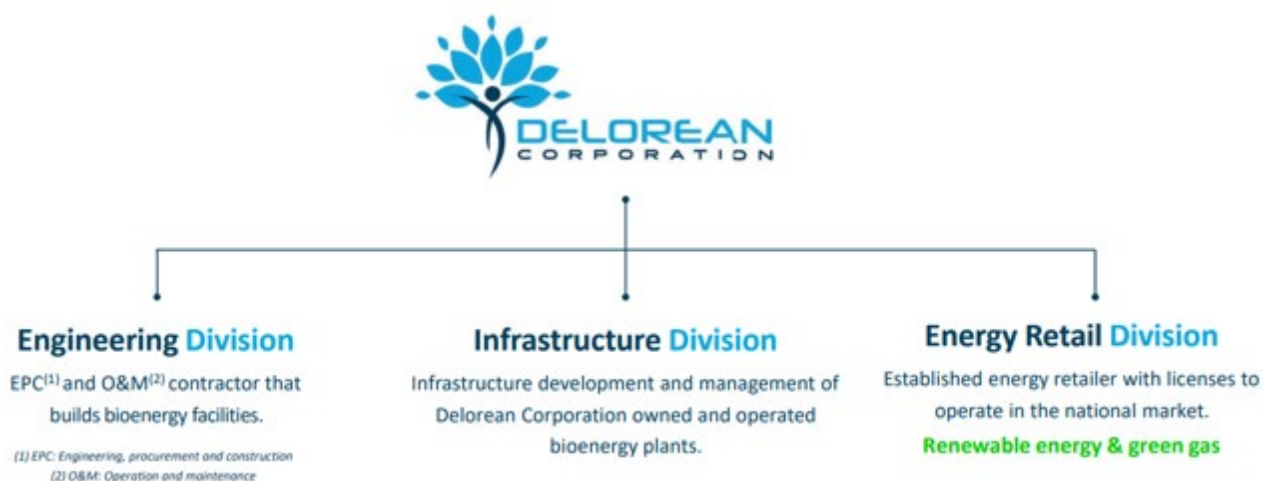 DELOREAN
CORPORATION
Engineering Division
EPC(1) and O&M(2) contractor that
builds bioenergy facilities.
(1) EPC: Engineering, procurement and construction
(2) O&M: Operation and maintenance
Infrastructure Division
Infrastructure development and management of
Delorean Corporation owned and operated
bioenergy plants.
Energy Retail Division
Established energy retailer with licenses to
operate in the national market.
Renewable energy & green gas